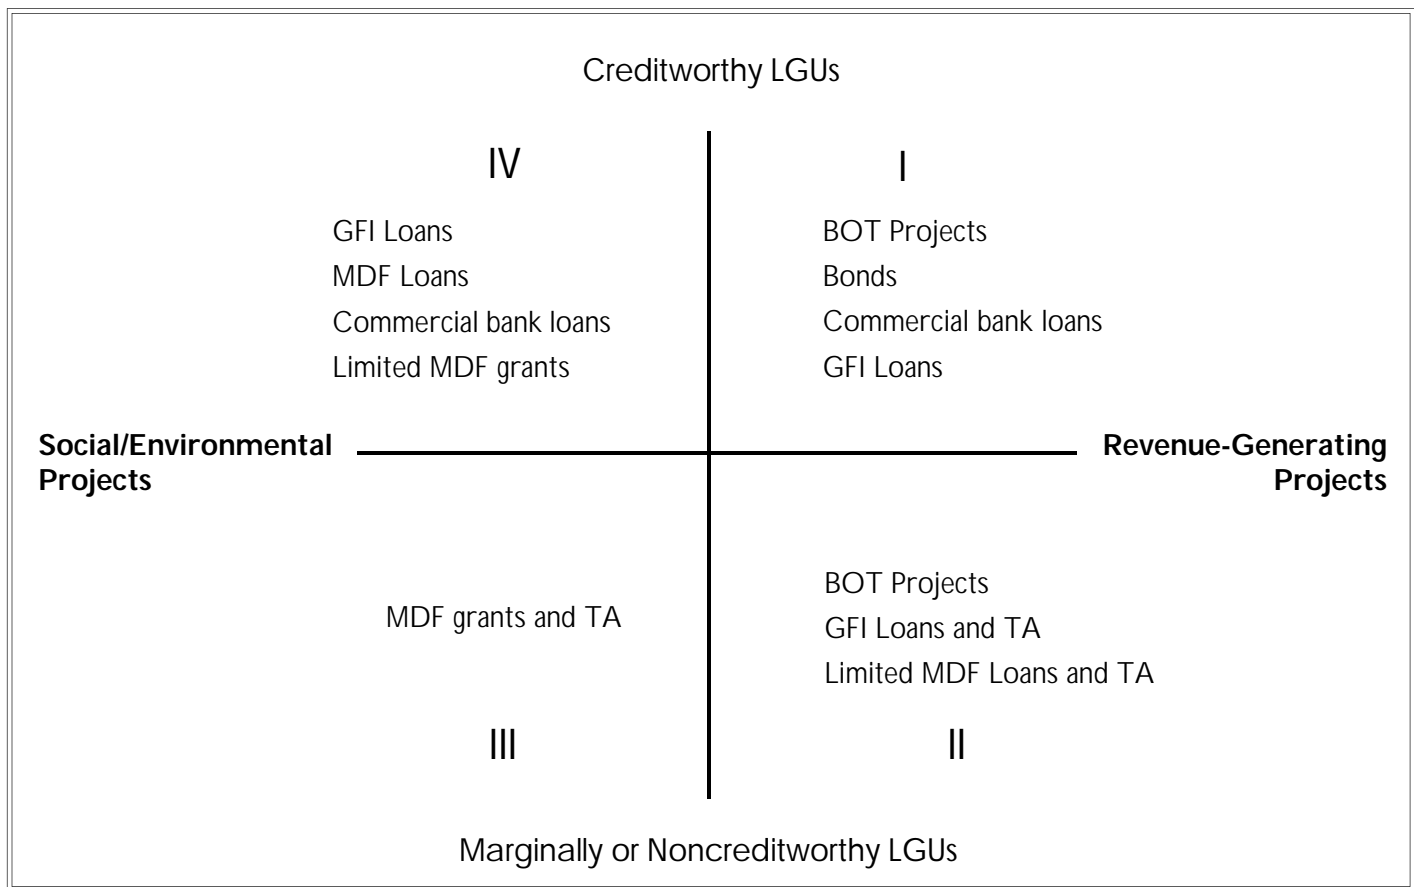 Creditworthy LGUs
IV
GFI Loans
MDF Loans
Commercial bank loans
Limited MDF grants
I
BOT Projects
Bonds
Commercial bank loans
GFI Loans
Social/Environmental
Projects
Revenue-Generating
Projects
MDF grants and TA
III
BOT Projects
GFI Loans and TA
Limited MDF Loans and TA
II
Marginally or Noncreditworthy LGUs